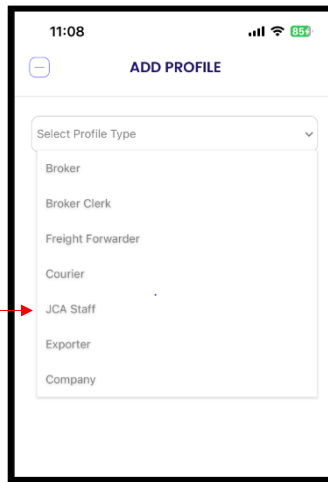 11:08
85
ADD PROFILE
Select Profile Type
Broker
Broker Clerk
Freight Forwarder
Courier
JCA Staff
Exporter
Company